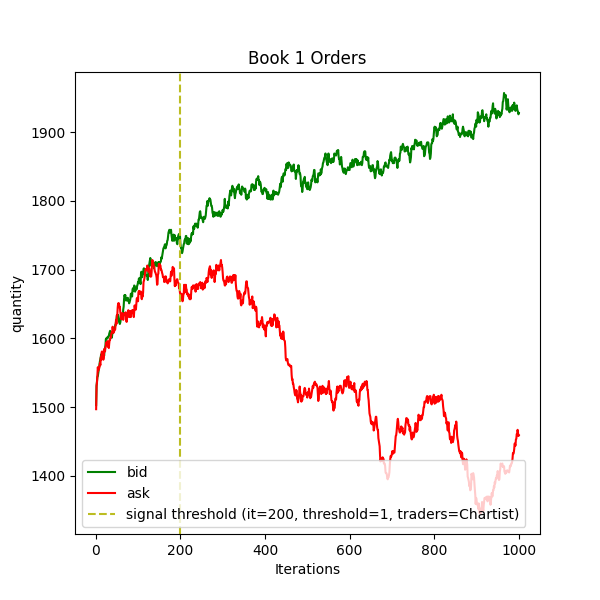 Book 1 Orders
quantity
1900
1800
1700
1600
1500
1400
bid
ask
signal threshold (it=200, threshold=1, traders=Chartist)
0 200 400 600 800 1000
Iterations